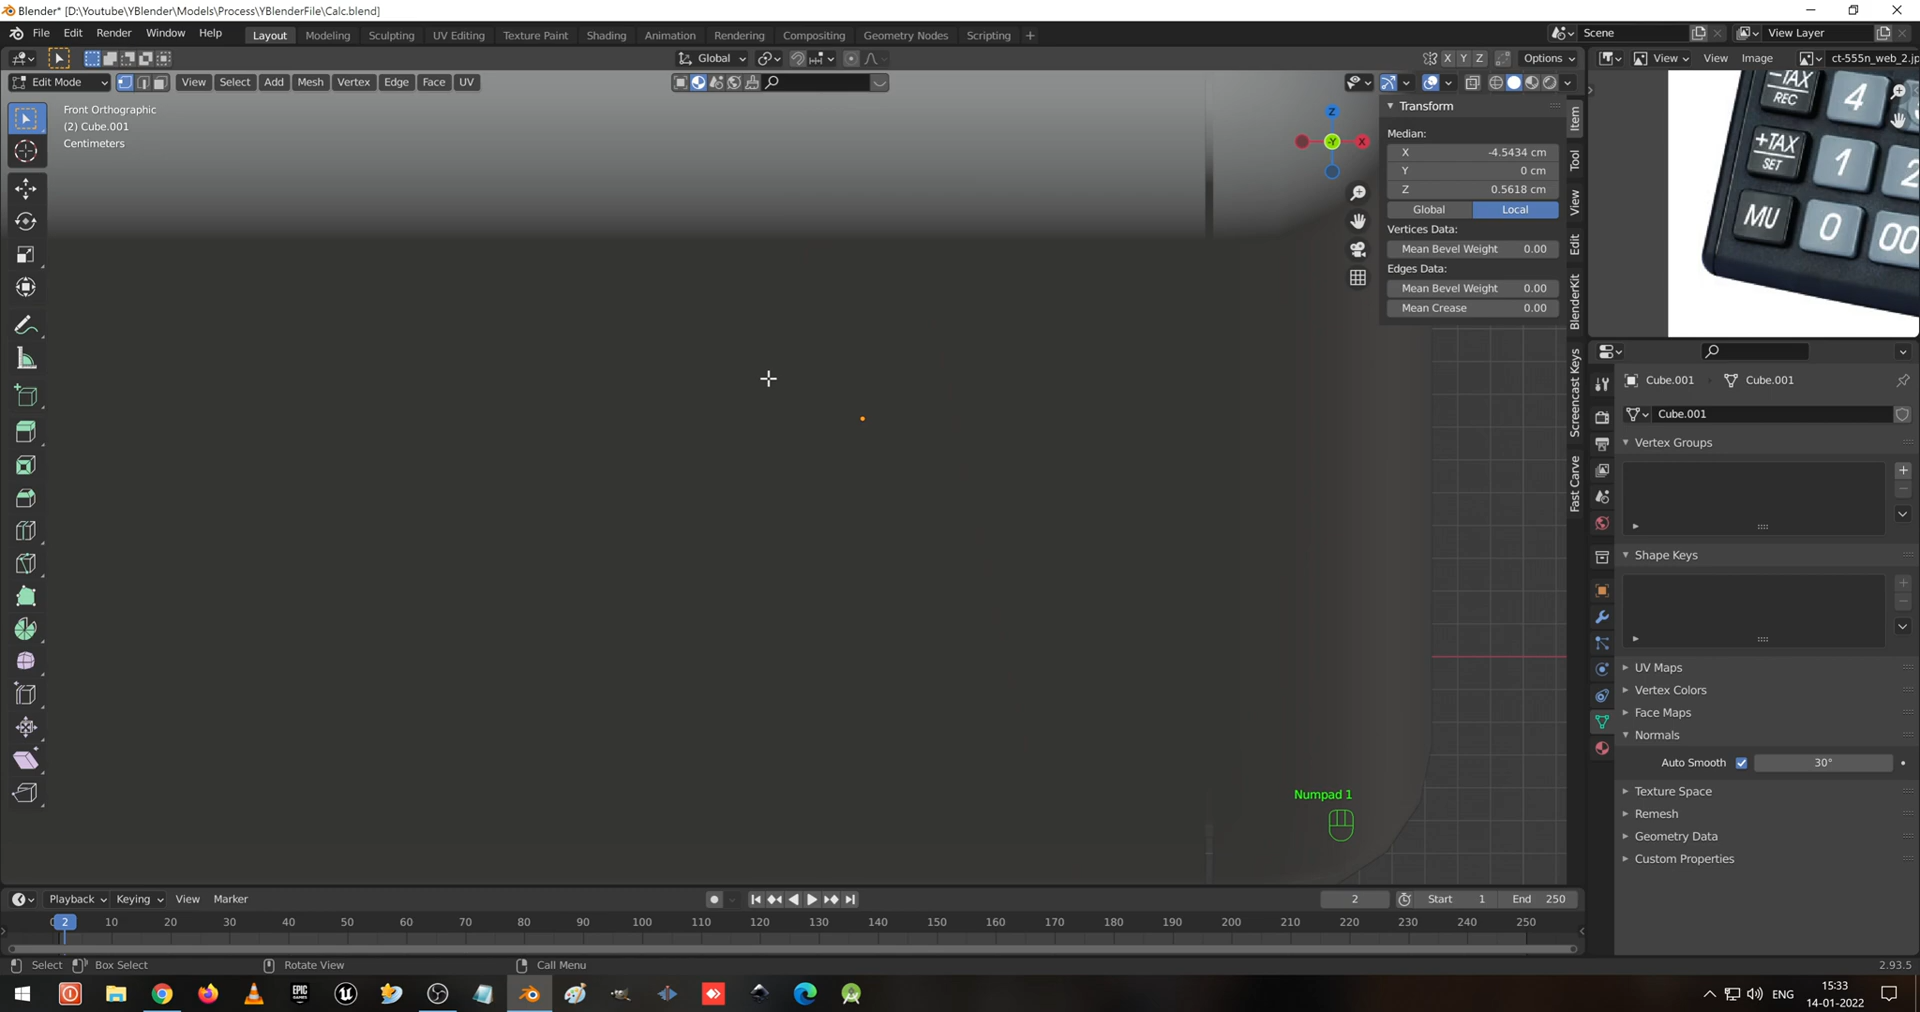 Blender* [D:\Youtube\YBlender\Models\Process\YBlenderFile\Calc.blend]
File Edit Render Window Help Layout Modeling Sculpting UV Editing Texture Paint Shading Animation Rendering Compositing Geometry Nodes Scripting + Scene View Layer
Global X Y Z Options View View Image ct-555n_web_2.jp
Edit Mode View Select Add Mesh Vertex Edge Face UV
Front Orthographic
(2) Cube.001
Centimeters
Z
-Y
X
Transform
Median:
X -4.5434 cm
Y 0 cm
Z 0.5618 cm
Global Local
Vertices Data:
Mean Bevel Weight 0.00
Edges Data:
Mean Bevel Weight 0.00
Mean Crease 0.00
Item
Tool
View
Edit
BlenderKit
Screencast Keys
Fast Carve
-TAX
REC
4
+TAX
SET
1
2
MU
0
00
Cube.001 Cube.001
Cube.001
Vertex Groups
Shape Keys
UV Maps
Vertex Colors
Face Maps
Normals
Auto Smooth 30°
Texture Space
Remesh
Geometry Data
Custom Properties
Numpad 1
Playback Keying View Marker 2 Start 1 End 250
2 10 20 30 40 50 60 70 80 90 100 110 120 130 140 150 160 170 180 190 200 210 220 230 240 250
Select Box Select Rotate View Call Menu 2.93.5
EPIC
GAMES
ENG
15:33
14-01-2022